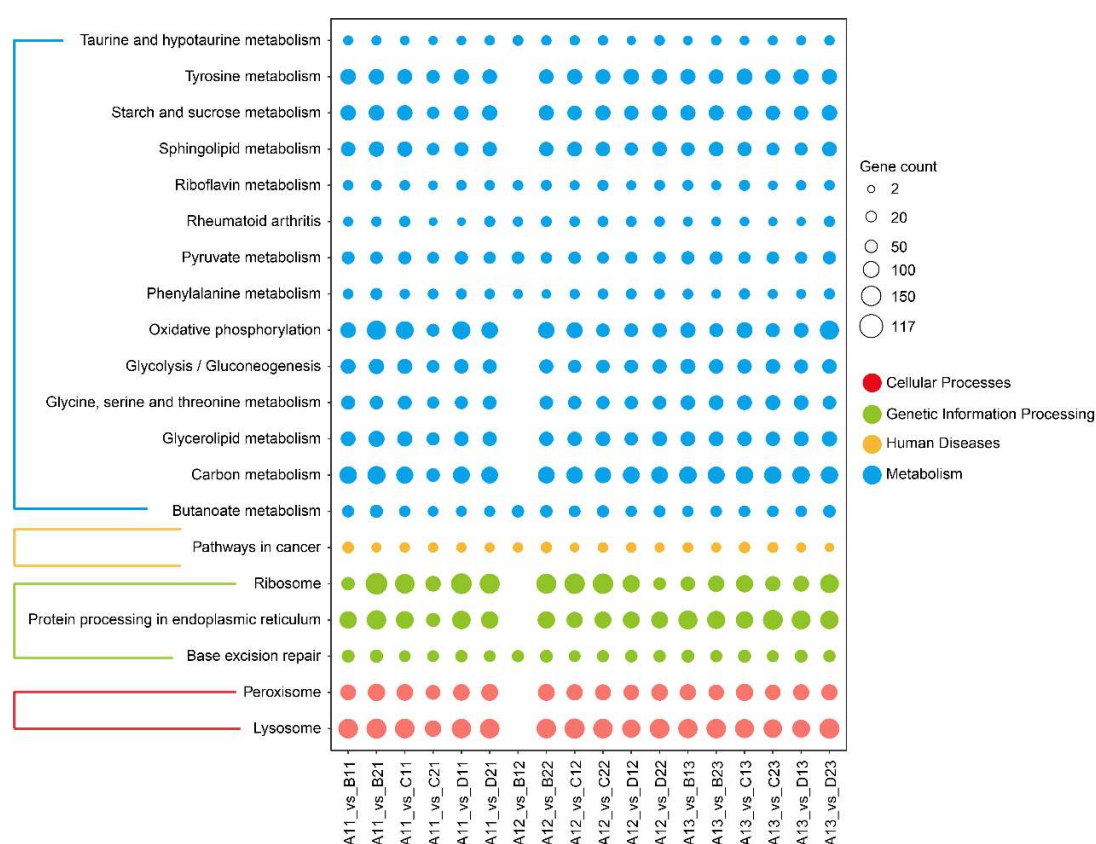 Taurine and hypotaurine metabolism
Tyrosine metabolism
Starch and sucrose metabolism
Sphingolipid metabolism
Riboflavin metabolism
Rheumatoid arthritis
Pyruvate metabolism
Phenylalanine metabolism
Oxidative phosphorylation
Glycolysis / Gluconeogenesis
Glycine, serine and threonine metabolism
Glycerolipid metabolism
Carbon metabolism
Butanoate metabolism
Pathways in cancer
Ribosome
Protein processing in endoplasmic reticulum
Base excision repair
Peroxisome
Lysosome
A11_vs_B11
A11_vs_B21
A11_vs_C11
A11_vs_C21
A11_vs_D11
A11_vs_D21
A12_vs_B12
A12_vs_B22
A12_vs_C12
A12_vs_C22
A12_vs_D12
A12_vs_D22
A13_vs_B13
A13_vs_B23
A13_vs_C13
A13_vs_C23
A13_vs_D13
A13_vs_D23
Gene count
2
20
50
100
150
117
Cellular Processes
Genetic Information Processing
Human Diseases
Metabolism